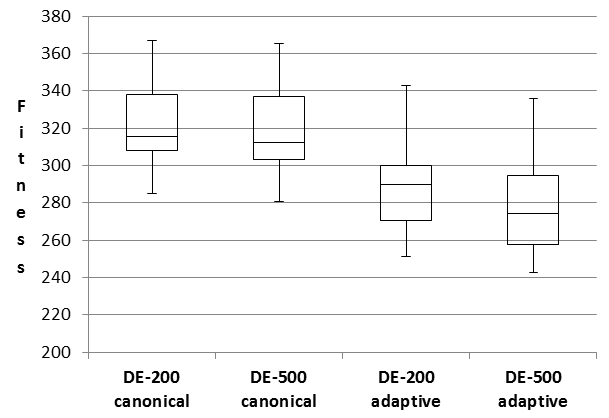 380
360
340
320
300
280
260
240
220
200
F
i
t
n
e
s
s
DE-200
canonical
DE-500
canonical
DE-200
adaptive
DE-500
adaptive